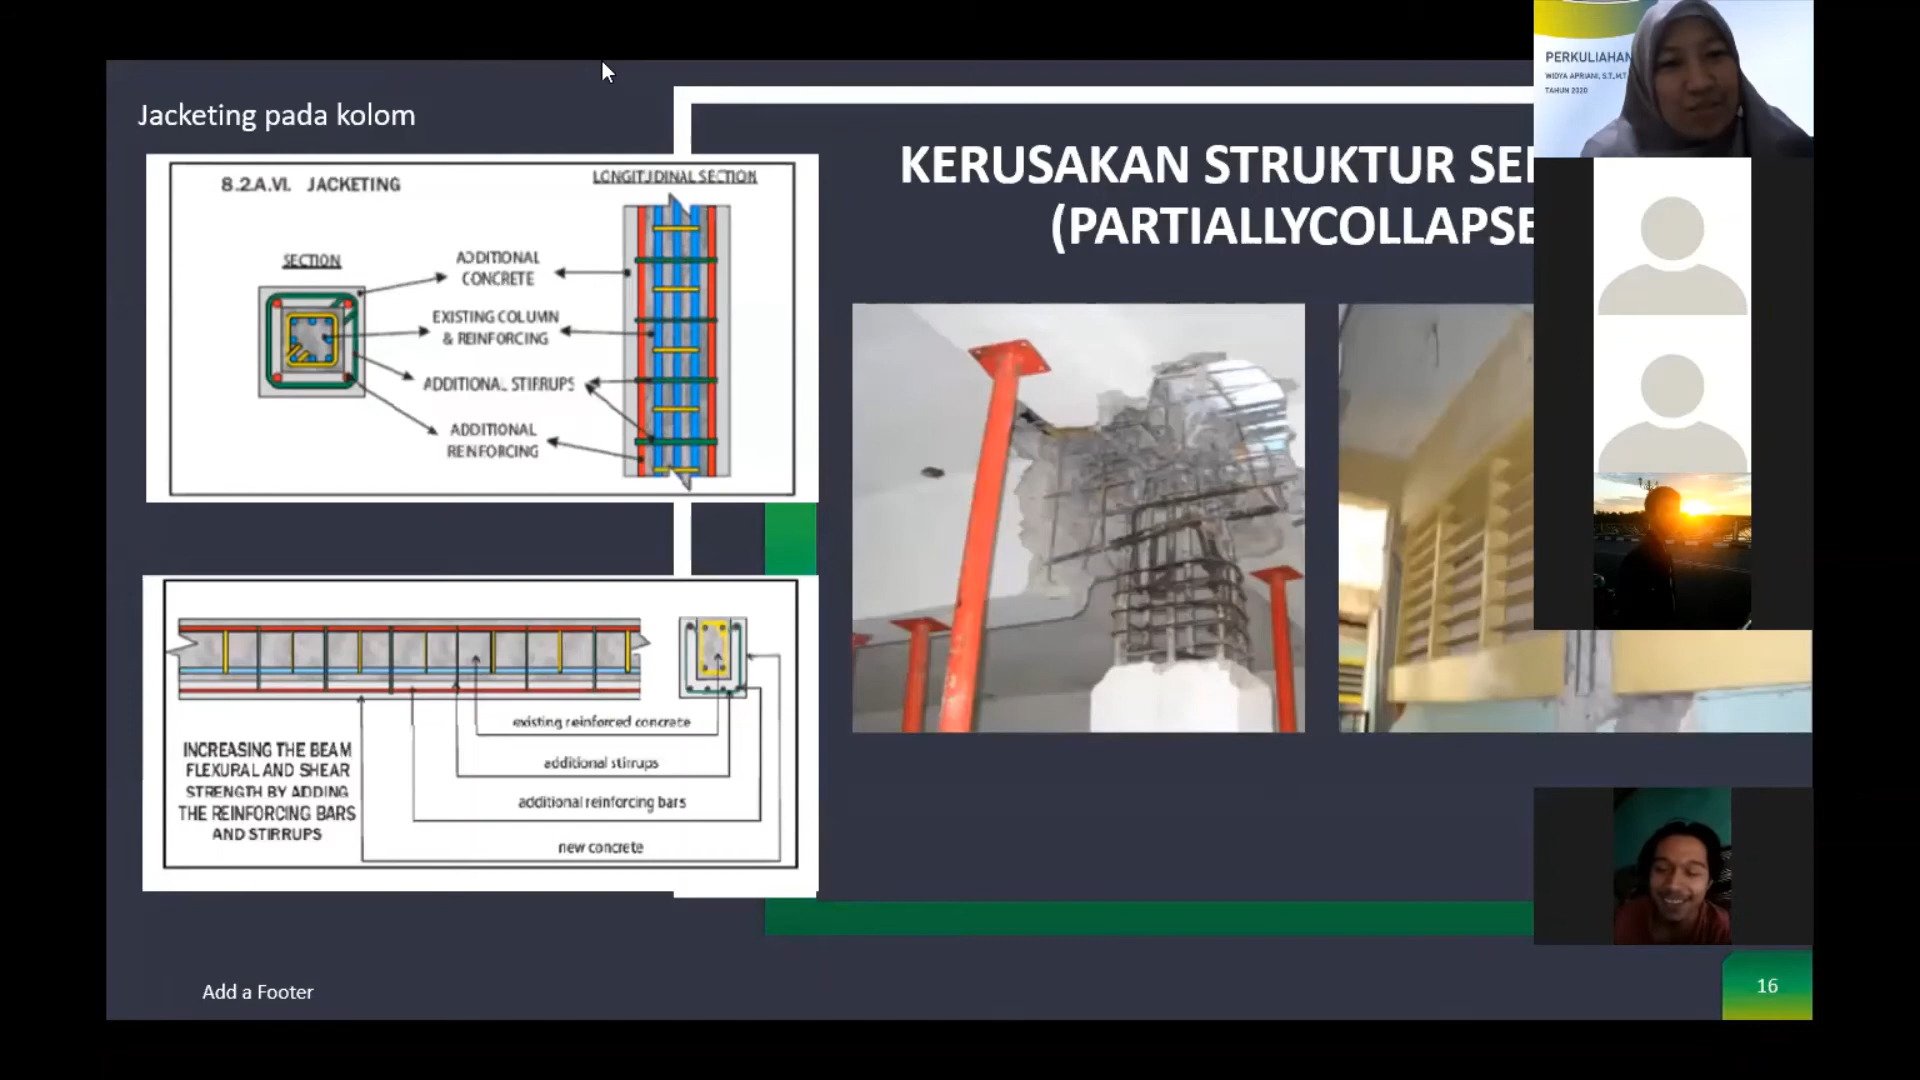 Jacketing pada kolom
8.2.A.VI. JACKETING
LONGITUDINAL SECTION
SECTION
ADDITIONAL
CONCRETE
EXISTING COLUMN
& REINFORCING
ADDITIONAL STIRRUPS
ADDITIONAL
REINFORCING
existing reinforced concrete
additional stirrups
additional reinforcing bars
new concrete
INCREASING THE BEAM
FLEXURAL AND SHEAR
STRENGTH BY ADDING
THE REINFORCING BARS
AND STIRRUPS
KERUSAKAN STRUKTUR
(PARTIALLYCOLLAPSE
PERKULIAHAN
WIDYA APRIANI, S.T.,M.T
TAHUN 2020
Add a Footer
16